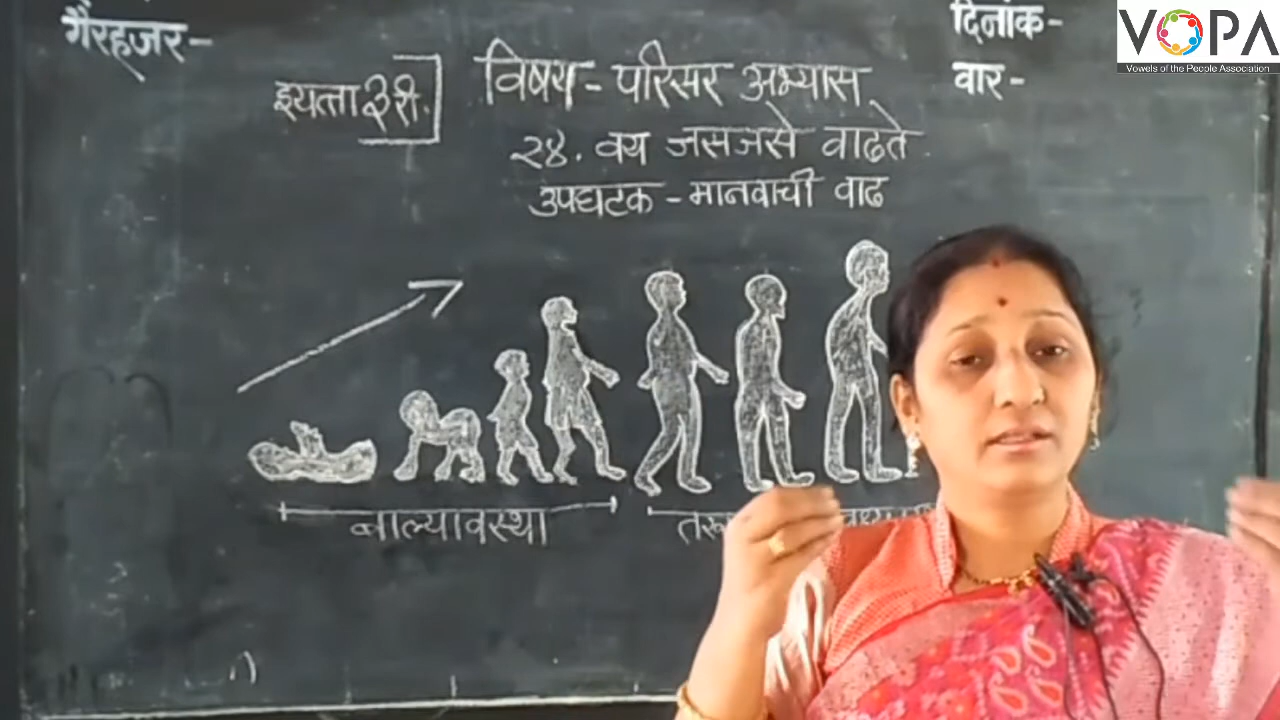 गैरहजर-
दिनांक-
वार-
VOPA
Vowels of the People Association
इयत्ता ३री.
विषय - परिसर अभ्यास
२४. वय जसजसे वाढते
उपघटक - मानवाची वाढ
बाल्यावस्था